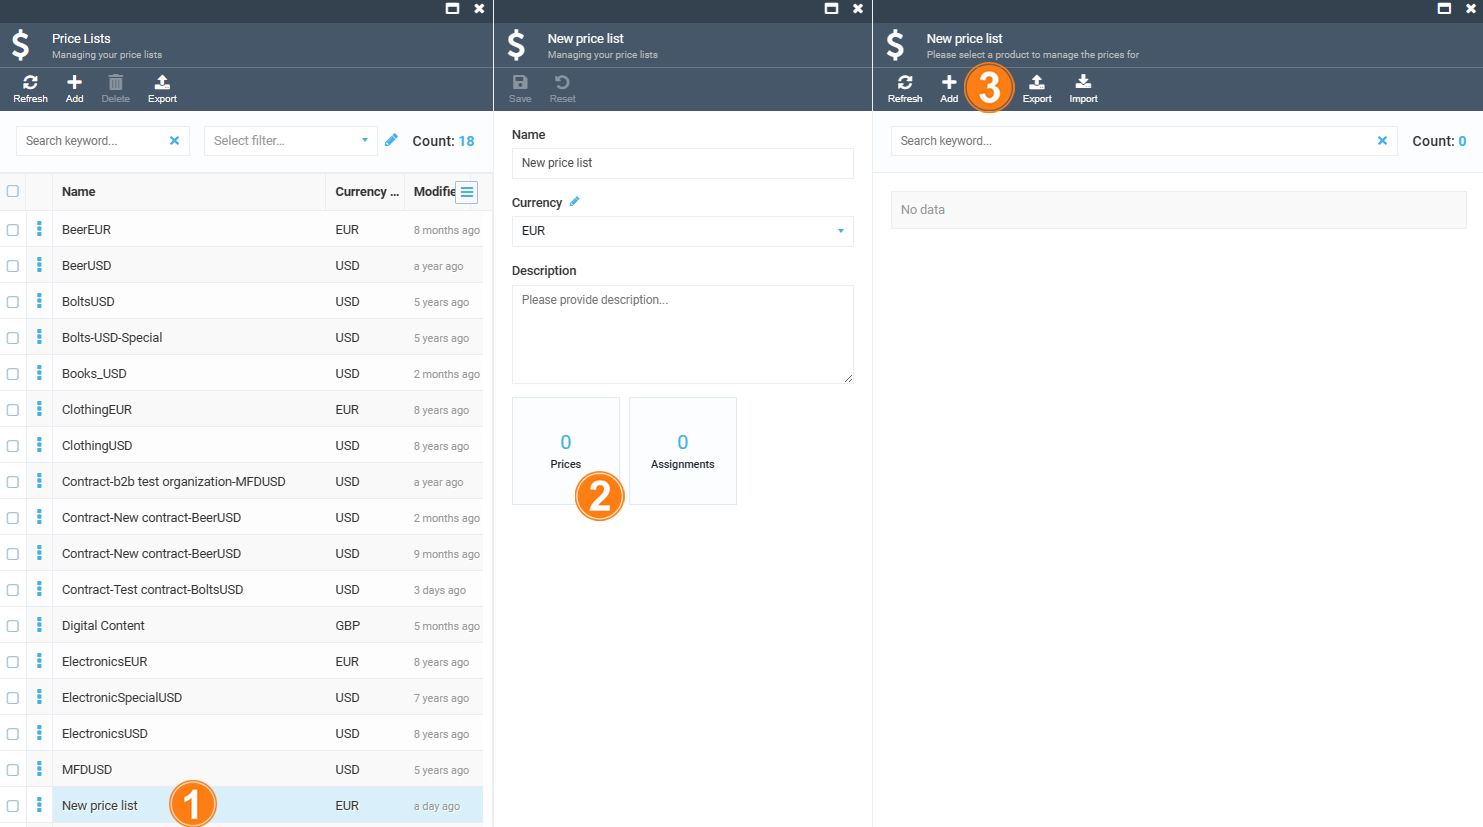 Price Lists
Managing your price lists
Refresh
Add
Delete
Export
Search keyword...
Select filter...
Count: 18
Name
Currency ...
Modifie
BeerEUR
EUR
8 months ago
BeerUSD
USD
a year ago
BoltsUSD
USD
5 years ago
Bolts-USD-Special
USD
5 years ago
Books_USD
USD
2 months ago
ClothingEUR
EUR
8 years ago
ClothingUSD
USD
8 years ago
Contract-b2b test organization-MFDUSD
USD
a year ago
Contract-New contract-BeerUSD
USD
2 months ago
Contract-New contract-BeerUSD
USD
9 months ago
Contract-Test contract-BoltsUSD
USD
3 days ago
Digital Content
GBP
5 months ago
ElectronicsEUR
EUR
8 years ago
ElectronicSpecialUSD
USD
7 years ago
ElectronicsUSD
USD
8 years ago
MFDUSD
USD
5 years ago
New price list
1
EUR
a day ago
New price list
Managing your price lists
Save
Reset
Name
New price list
Currency
EUR
Description
Please provide description...
0
Prices
2
0
Assignments
New price list
Please select a product to manage the prices for
Refresh
Add
3
Export
Import
Search keyword...
Count: 0
No data